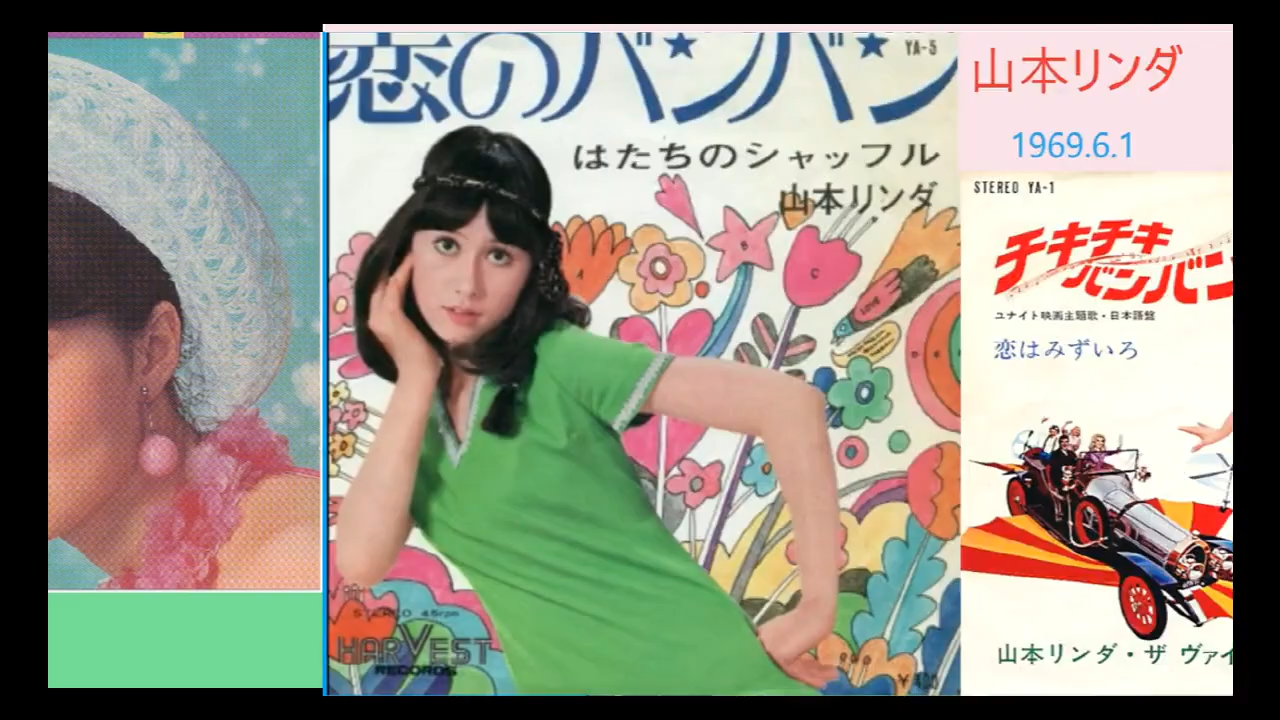 恋のバンバン
YA-5
はたちのシャッフル
山本リンダ
STEREO 45rpm
HARVEST
RECORDS
山本リンダ
1969.6.1
STEREO YA-1
チキチキ
バンバン
ユナイト映画主題歌・日本語盤
恋はみずいろ
山本リンダ・ザ ヴァイ